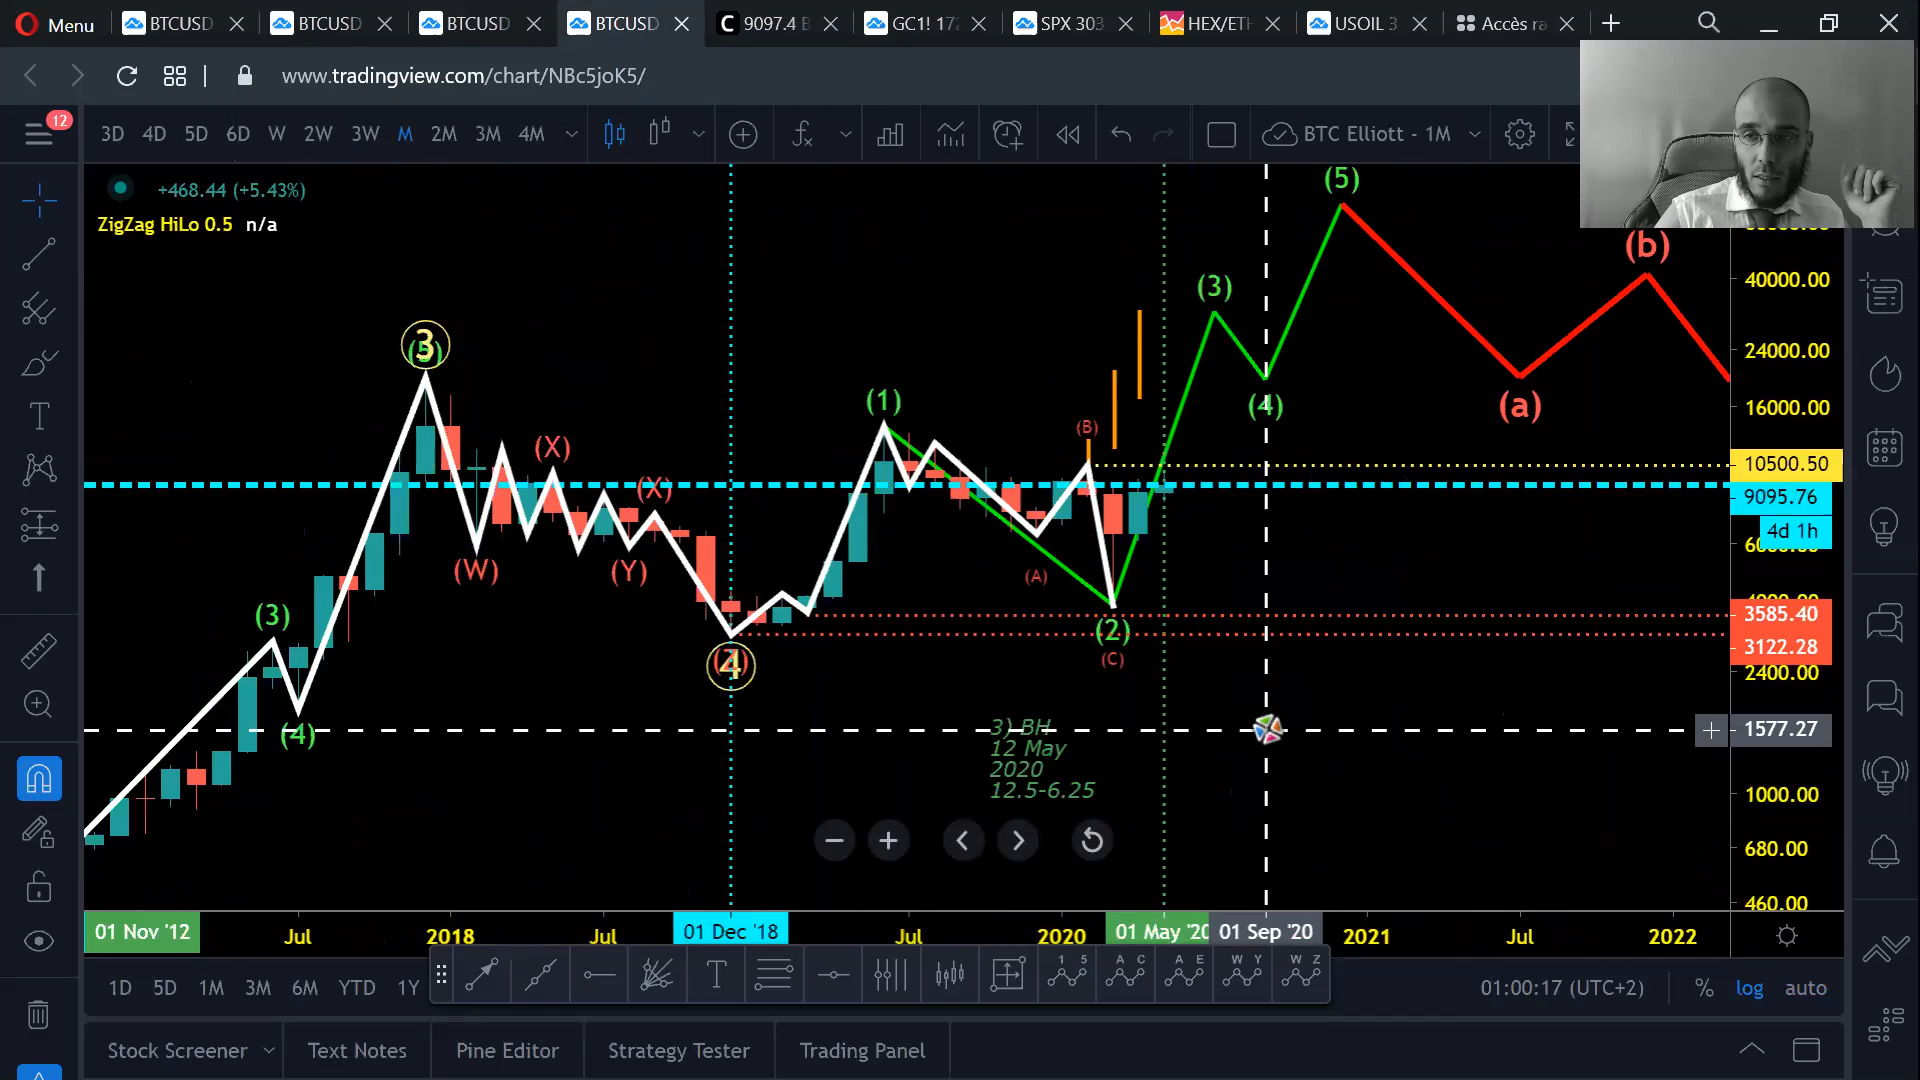 Menu
BTCUSD
BTCUSD
BTCUSD
BTCUSD
9097.4 B
GC1! 172
SPX 303
HEX/ETH
USOIL 3
Accès ra
www.tradingview.com/chart/NBc5joK5/
12
3D 4D 5D 6D W 2W 3W M 2M 3M 4M
BTC Elliott - 1M
+468.44 (+5.43%)
ZigZag HiLo 0.5 n/a
(5)
(b)
(3)
40000.00
3
24000.00
(1)
(4)
(a)
16000.00
(B)
(X)
10500.50
(X)
9095.76
4d 1h
(W)
(Y)
(A)
(3)
3585.40
(2)
3122.28
4
(C)
2400.00
(4)
3) BH
12 May
2020
12.5-6.25
1577.27
1000.00
680.00
460.00
01 Nov '12
Jul
2018
Jul
01 Dec '18
Jul
2020
01 May '20
01 Sep '20
2021
Jul
2022
1D 5D 1M 3M 6M YTD 1Y
T
1 5
A C
A E
W Y
W Z
01:00:17 (UTC+2)
% log auto
Stock Screener
Text Notes
Pine Editor
Strategy Tester
Trading Panel